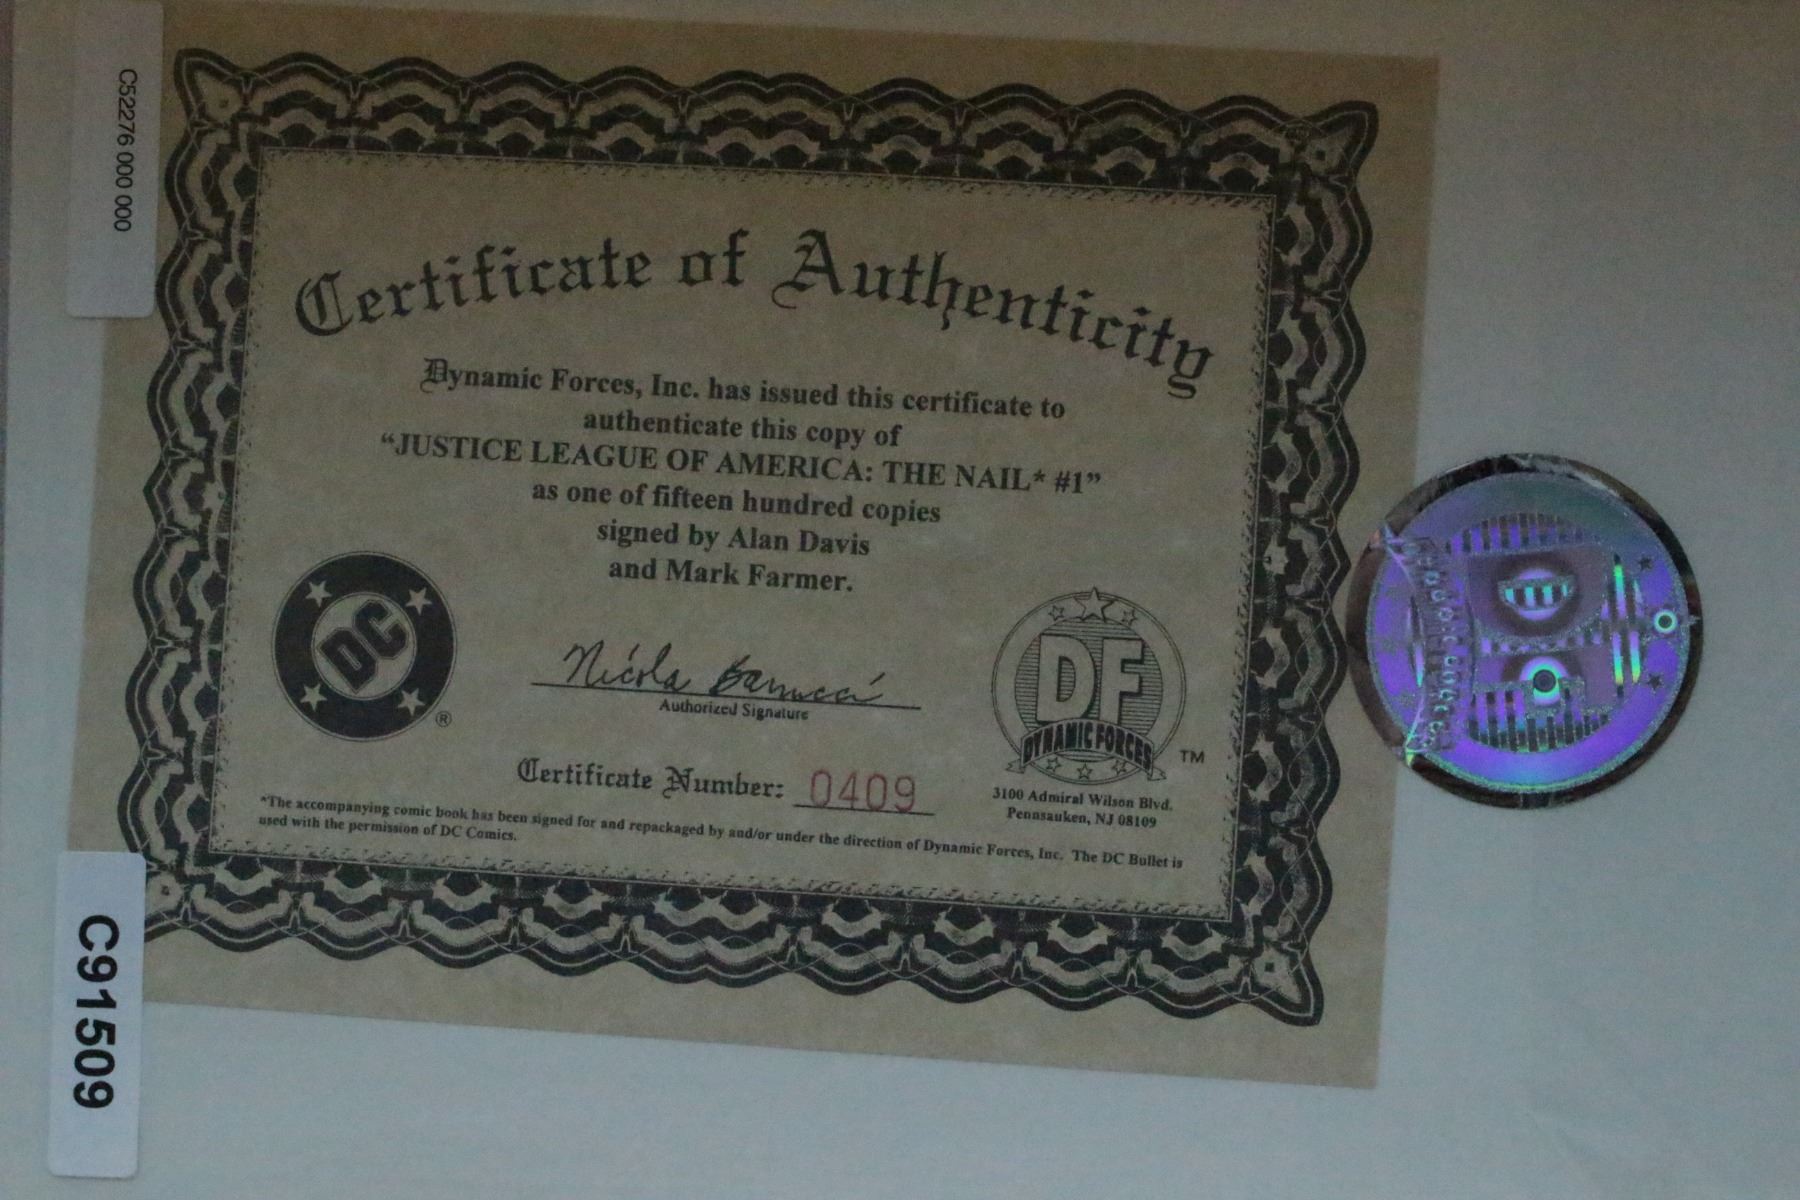 C52276 000 000
Certificate of Authenticity
Dynamic Forces, Inc. has issued this certificate to
authenticate this copy of
“JUSTICE LEAGUE OF AMERICA: THE NAIL* #1”
as one of fifteen hundred copies
signed by Alan Davis
and Mark Farmer.
DC
®
Nicola
Authorized Signature
DF
DYNAMIC FORCES
TM
3100 Admiral Wilson Blvd.
Pennsauken, NJ 08109
Certificate Number: 0409
*The accompanying comic book has been signed for and repackaged by and/or under the direction of Dynamic Forces, Inc. The DC Bullet is
used with the permission of DC Comics.
C91509